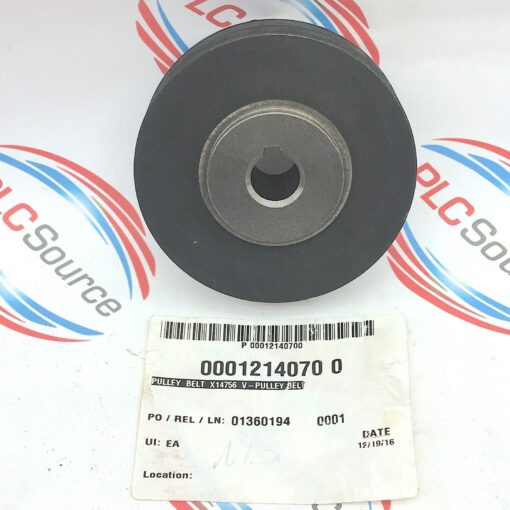 PLCSource
PLCSource
P 00012140700
0001214070 0
PULLEY BELT X14756 V-PULLEY BELT
PO / REL / LN: 01360194 0001
UI: EA
DATE
12/19/16
Location: